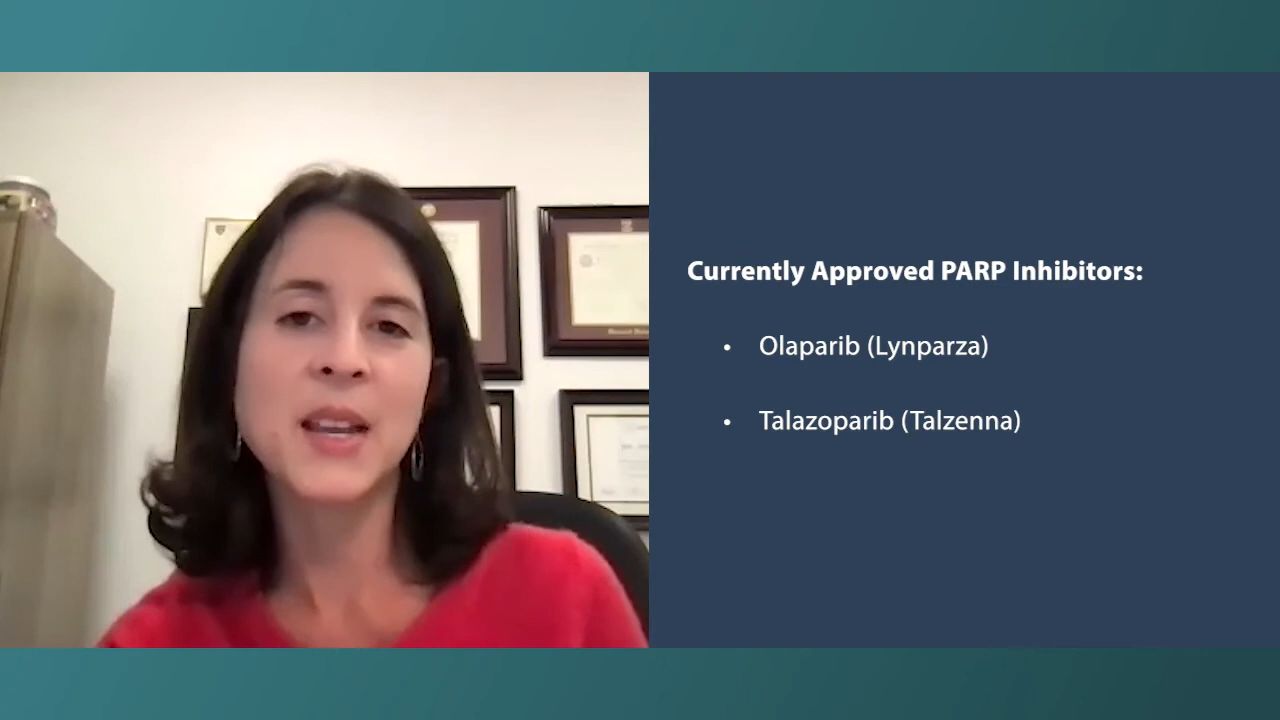 Currently Approved PARP Inhibitors:
• Olaparib (Lynparza)
• Talazoparib (Talzenna)